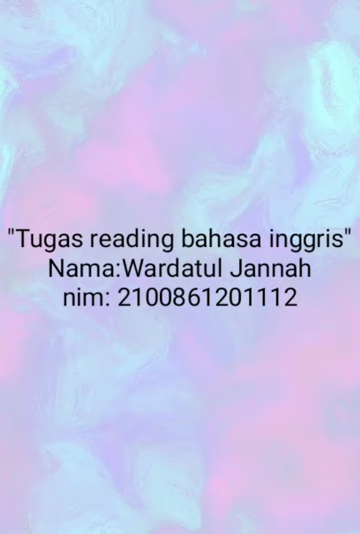 "Tugas reading bahasa inggris"
Nama:Wardatul Jannah
nim: 2100861201112